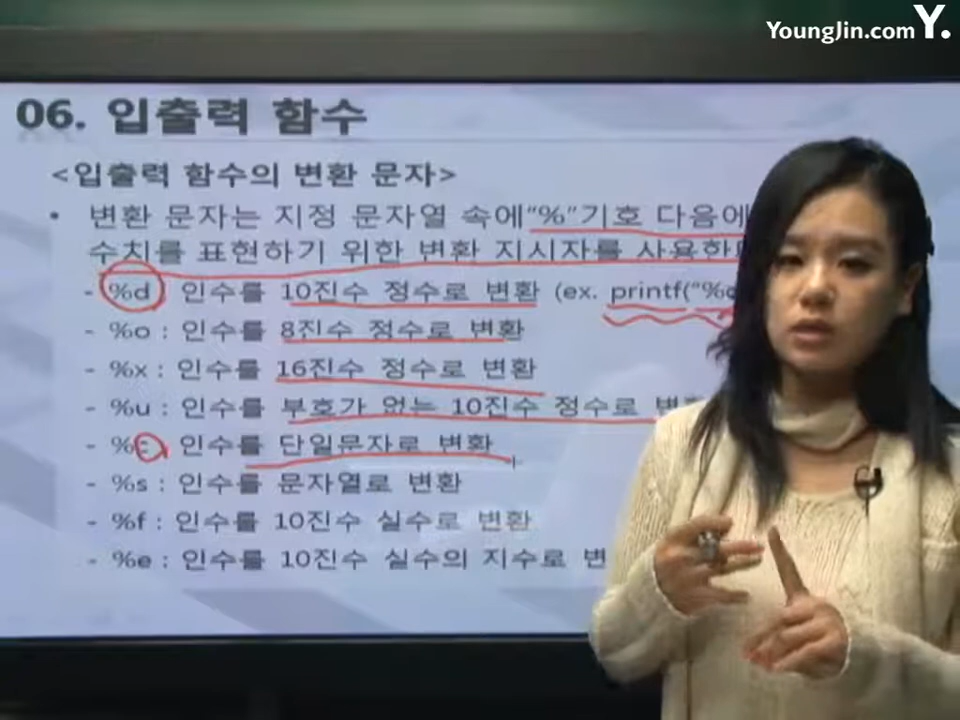 YoungJin.com Y.
06. 입출력 함수
<입출력 함수의 변환 문자>
• 변환 문자는 지정 문자열 속에 "%"기호 다음에
수치를 표현하기 위한 변환 지시자를
- %d 인수를 10진수 정수로 변환 (ex. printf("%
- %o : 인수를 8진수 정수로 변환
- %x : 인수를 16진수 정수로 변환
- %u : 인수를 부호가 없는 10진수 정수로
- %c 인수를 단일문자로 변환
- %s : 인수를 문자열로 변환
- %f : 인수를 10진수 실수로 변환
- %e : 인수를 10진수 실수의 지수로